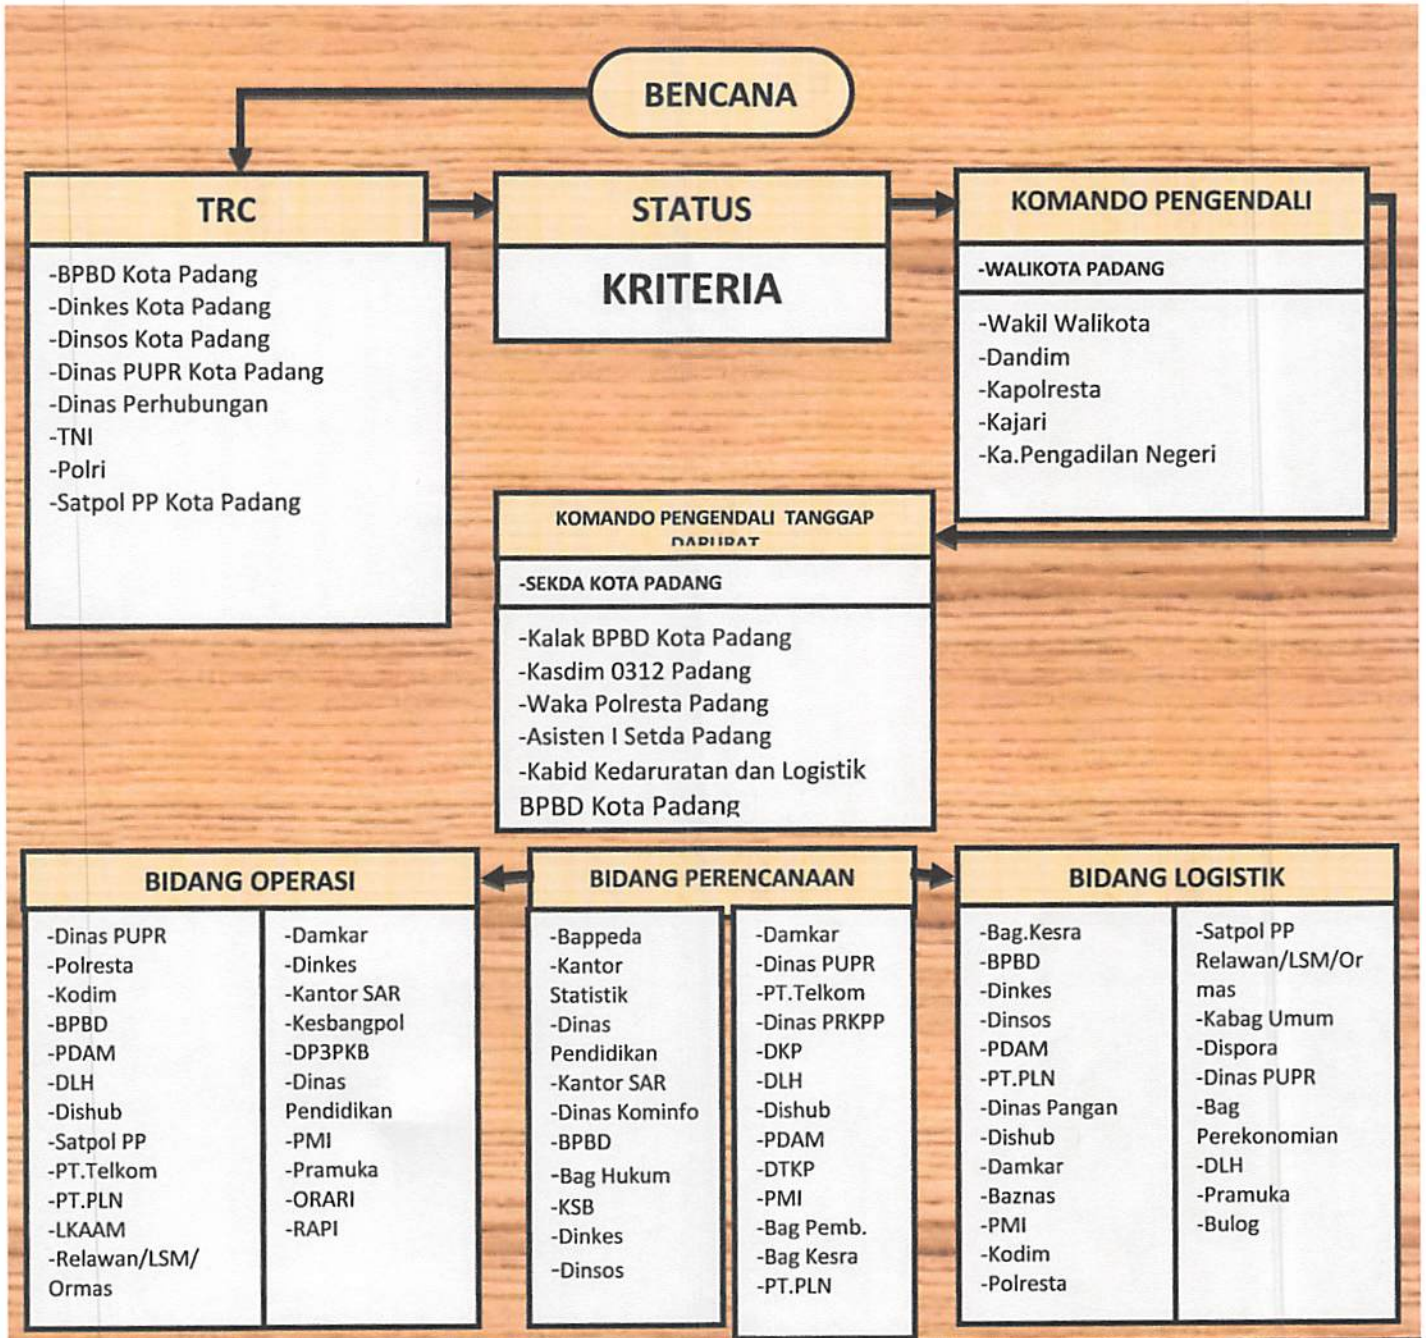 BENCANA
TRC
-BPBD Kota Padang
-Dinkes Kota Padang
-Dinsos Kota Padang
-Dinas PUPR Kota Padang
-Dinas Perhubungan
-TNI
-Polri
-Satpol PP Kota Padang
STATUS
KRITERIA
KOMANDO PENGENDALI
-WALIKOTA PADANG
-Wakil Walikota
-Dandim
-Kapolresta
-Kajari
-Ka.Pengadilan Negeri
KOMANDO PENGENDALI TANGGAP
DARURAT
-SEKDA KOTA PADANG
-Kalak BPBD Kota Padang
-Kasdim 0312 Padang
-Waka Polresta Padang
-Asisten I Setda Padang
-Kabid Kedaruratan dan Logistik
BPBD Kota Padang
BIDANG OPERASI
-Dinas PUPR
-Polresta
-Kodim
-BPBD
-PDAM
-DLH
-Dishub
-Satpol PP
-PT.Telkom
-PT.PLN
-LKAAM
-Relawan/LSM/
Ormas
-Damkar
-Dinkes
-Kantor SAR
-Kesbangpol
-DP3PKB
-Dinas
Pendidikan
-PMI
-Pramuka
-ORARI
-RAPI
BIDANG PERENCANAAN
-Bappeda
-Kantor
Statistik
-Dinas
Pendidikan
-Kantor SAR
-Dinas Kominfo
-BPBD
-Bag Hukum
-KSB
-Dinkes
-Dinsos
-Damkar
-Dinas PUPR
-PT.Telkom
-Dinas PRKPP
-DKP
-DLH
-Dishub
-PDAM
-DTKP
-PMI
-Bag Pemb.
-Bag Kesra
-PT.PLN
BIDANG LOGISTIK
-Bag.Kesra
-BPBD
-Dinkes
-Dinsos
-PDAM
-PT.PLN
-Dinas Pangan
-Dishub
-Damkar
-Baznas
-PMI
-Kodim
-Polresta
-Satpol PP
Relawan/LSM/Or
mas
-Kabag Umum
-Dispora
-Dinas PUPR
-Bag
Perekonomian
-DLH
-Pramuka
-Bulog